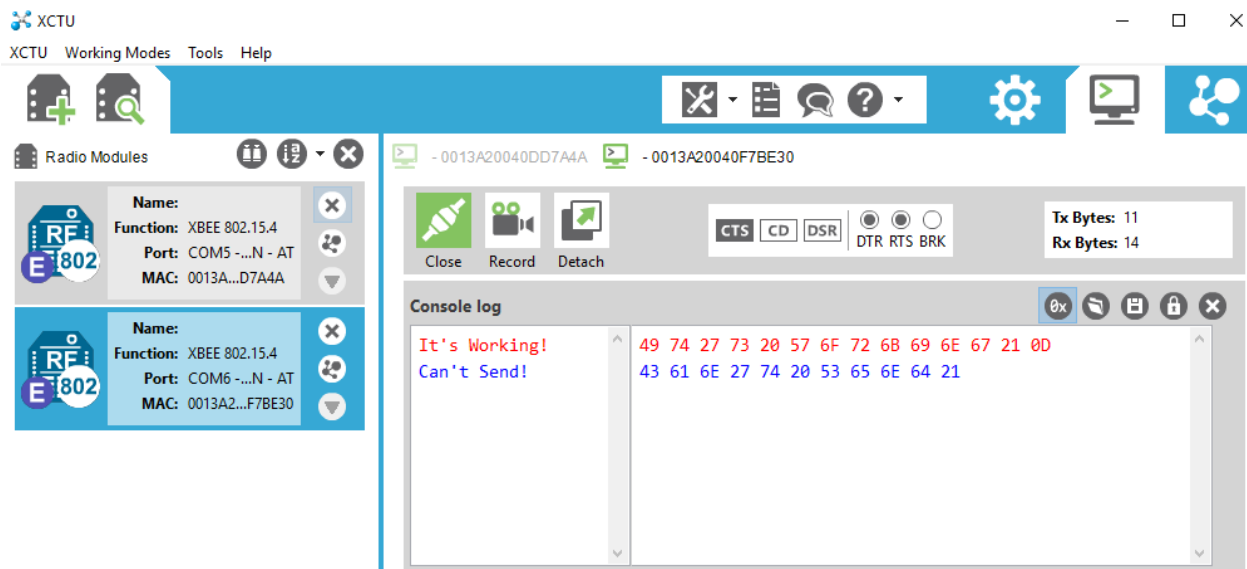 XCTU
XCTU Working Modes Tools Help
Radio Modules
- 0013A20040DD7A4A - 0013A20040F7BE30
Name:
Function: XBEE 802.15.4
Port: COM5 -...N - AT
MAC: 0013A...D7A4A
RF
E 802
Name:
Function: XBEE 802.15.4
Port: COM6 -...N - AT
MAC: 0013A2...F7BE30
RF
E 802
Close Record Detach
CTS CD DSR DTR RTS BRK
Tx Bytes: 11
Rx Bytes: 14
Console log
0x
It's Working! 49 74 27 73 20 57 6F 72 6B 69 6E 67 21 0D
Can't Send! 43 61 6E 27 74 20 53 65 6E 64 21